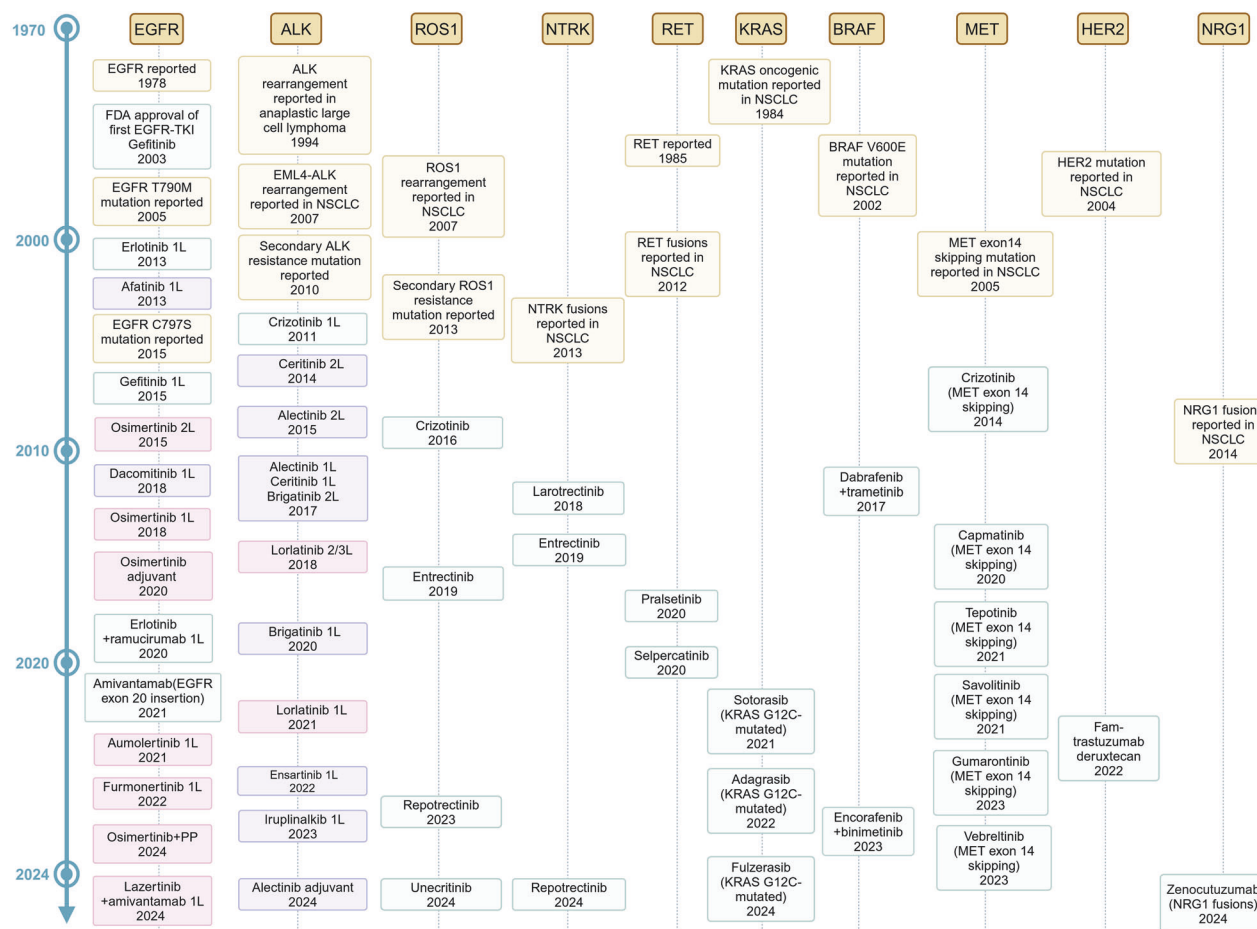 1970
2000
2010
2020
2024
EGFR
EGFR reported
1978
FDA approval of
first EGFR-TKI
Gefitinib
2003
EGFR T790M
mutation reported
2005
Erlotinib 1L
2013
Afatinib 1L
2013
EGFR C797S
mutation reported
2015
Gefitinib 1L
2015
Osimertinib 2L
2015
Dacomitinib 1L
2018
Osimertinib 1L
2018
Osimertinib
adjuvant
2020
Erlotinib
+ramucirumab 1L
2020
Amivantamab(EGFR
exon 20 insertion)
2021
Aumolertinib 1L
2021
Furmonertinib 1L
2022
Osimertinib+PP
2024
Lazertinib
+amivantamab 1L
2024
ALK
ALK
rearrangement
reported in
anaplastic large
cell lymphoma
1994
EML4-ALK
rearrangement
reported in NSCLC
2007
Secondary ALK
resistance mutation
reported
2010
Crizotinib 1L
2011
Ceritinib 2L
2014
Alectinib 2L
2015
Alectinib 1L
Ceritinib 1L
Brigatinib 2L
2017
Lorlatinib 2/3L
2018
Brigatinib 1L
2020
Lorlatinib 1L
2021
Ensartinib 1L
2022
Iruplinalkib 1L
2023
Alectinib adjuvant
2024
ROS1
ROS1
rearrangement
reported in
NSCLC
2007
Secondary ROS1
resistance
mutation reported
2013
Crizotinib
2016
Entrectinib
2019
Repotrectinib
2023
Unecritinib
2024
NTRK
NTRK fusions
reported in
NSCLC
2013
Larotrectinib
2018
Entrectinib
2019
Repotrectinib
2024
RET
RET reported
1985
RET fusions
reported in
NSCLC
2012
Pralsetinib
2020
Selpercatinib
2020
KRAS
KRAS oncogenic
mutation reported
in NSCLC
1984
Sotorasib
(KRAS G12C-
mutated)
2021
Adagrasib
(KRAS G12C-
mutated)
2022
Fulzerasib
(KRAS G12C-
mutated)
2024
BRAF
BRAF V600E
mutation
reported in
NSCLC
2002
Dabrafenib
+trametinib
2017
Encorafenib
+binimetinib
2023
MET
MET exon14
skipping mutation
reported in NSCLC
2005
Crizotinib
(MET exon 14
skipping)
2014
Capmatinib
(MET exon 14
skipping)
2020
Tepotinib
(MET exon 14
skipping)
2021
Savolitinib
(MET exon 14
skipping)
2021
Gumarontinib
(MET exon 14
skipping)
2023
Vebreltinib
(MET exon 14
skipping)
2023
HER2
HER2 mutation
reported in
NSCLC
2004
Fam-
trastuzumab
deruxtecan
2022
NRG1
NRG1 fusion
reported in
NSCLC
2014
Zenocutuzumab
(NRG1 fusions)
2024